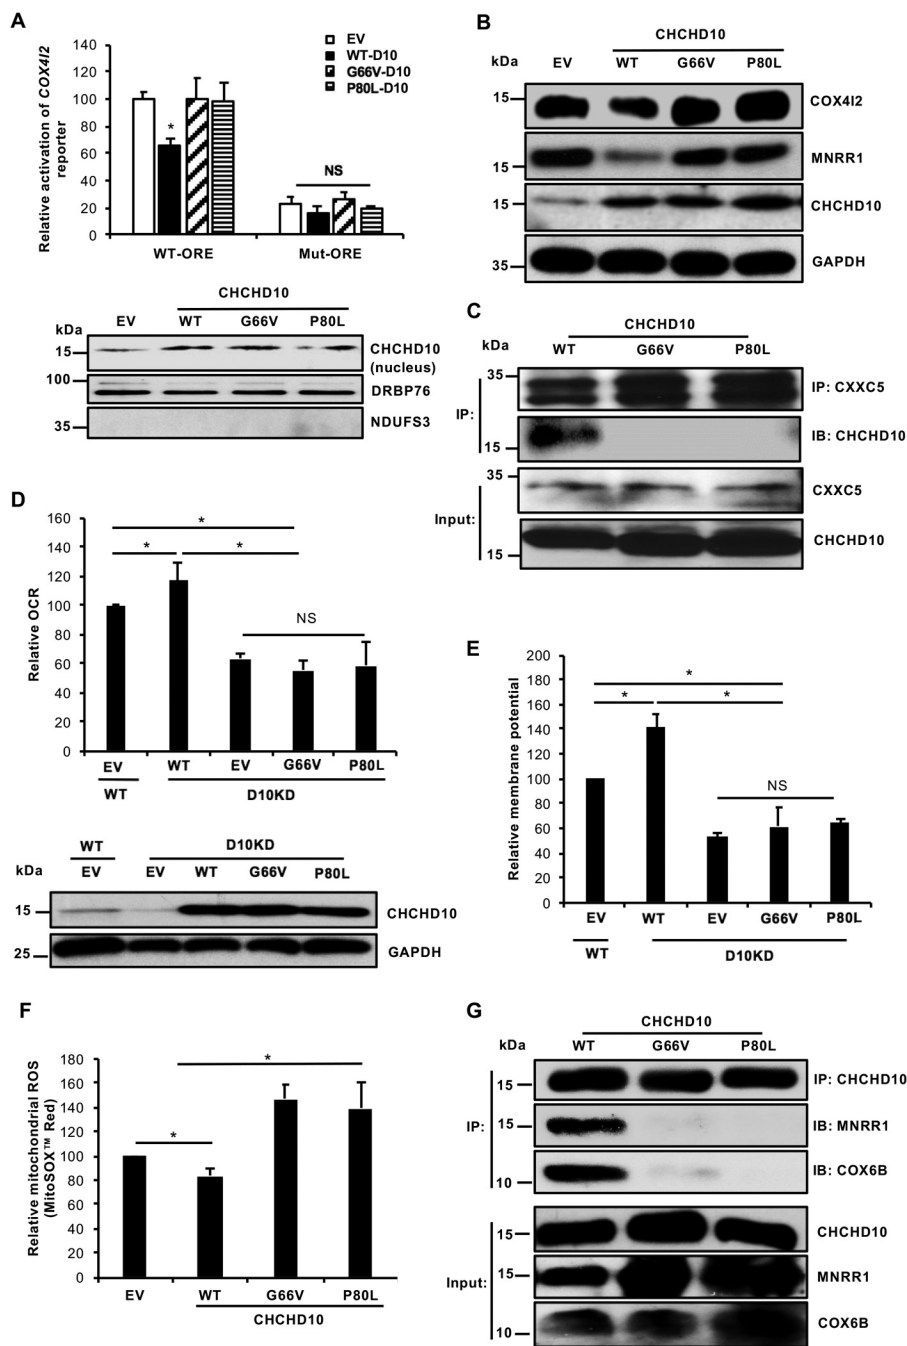 A
Relative activation of COX4I2
reporter
140
120
100
80
60
40
20
0
*
NS
EV
WT-D10
G66V-D10
P80L-D10
WT-ORE
Mut-ORE
CHCHD10
EV
WT
G66V
P80L
kDa
15
100
35
CHCHD10
(nucleus)
DRBP76
NDUFS3
B
CHCHD10
kDa
EV
WT
G66V
P80L
15
COX4I2
15
MNRR1
15
CHCHD10
35
GAPDH
C
CHCHD10
kDa
WT
G66V
P80L
IP:
35
IP: CXXC5
15
IB: CHCHD10
Input:
35
CXXC5
15
CHCHD10
D
Relative OCR
160
140
120
100
80
60
40
20
0
*
*
*
NS
EV
WT
EV
G66V
P80L
WT
D10KD
WT
D10KD
kDa
EV
EV
WT
G66V
P80L
15
CHCHD10
25
GAPDH
E
Relative membrane potential
200
180
160
140
120
100
80
60
40
20
0
*
*
*
NS
EV
WT
EV
G66V
P80L
WT
D10KD
F
Relative mitochondrial ROS
(MitoSOX™ Red)
180
160
140
120
100
80
60
40
20
0
*
*
EV
WT
G66V
P80L
CHCHD10
G
CHCHD10
kDa
WT
G66V
P80L
IP:
15
IP: CHCHD10
15
IB: MNRR1
10
IB: COX6B
Input:
15
CHCHD10
15
MNRR1
10
COX6B